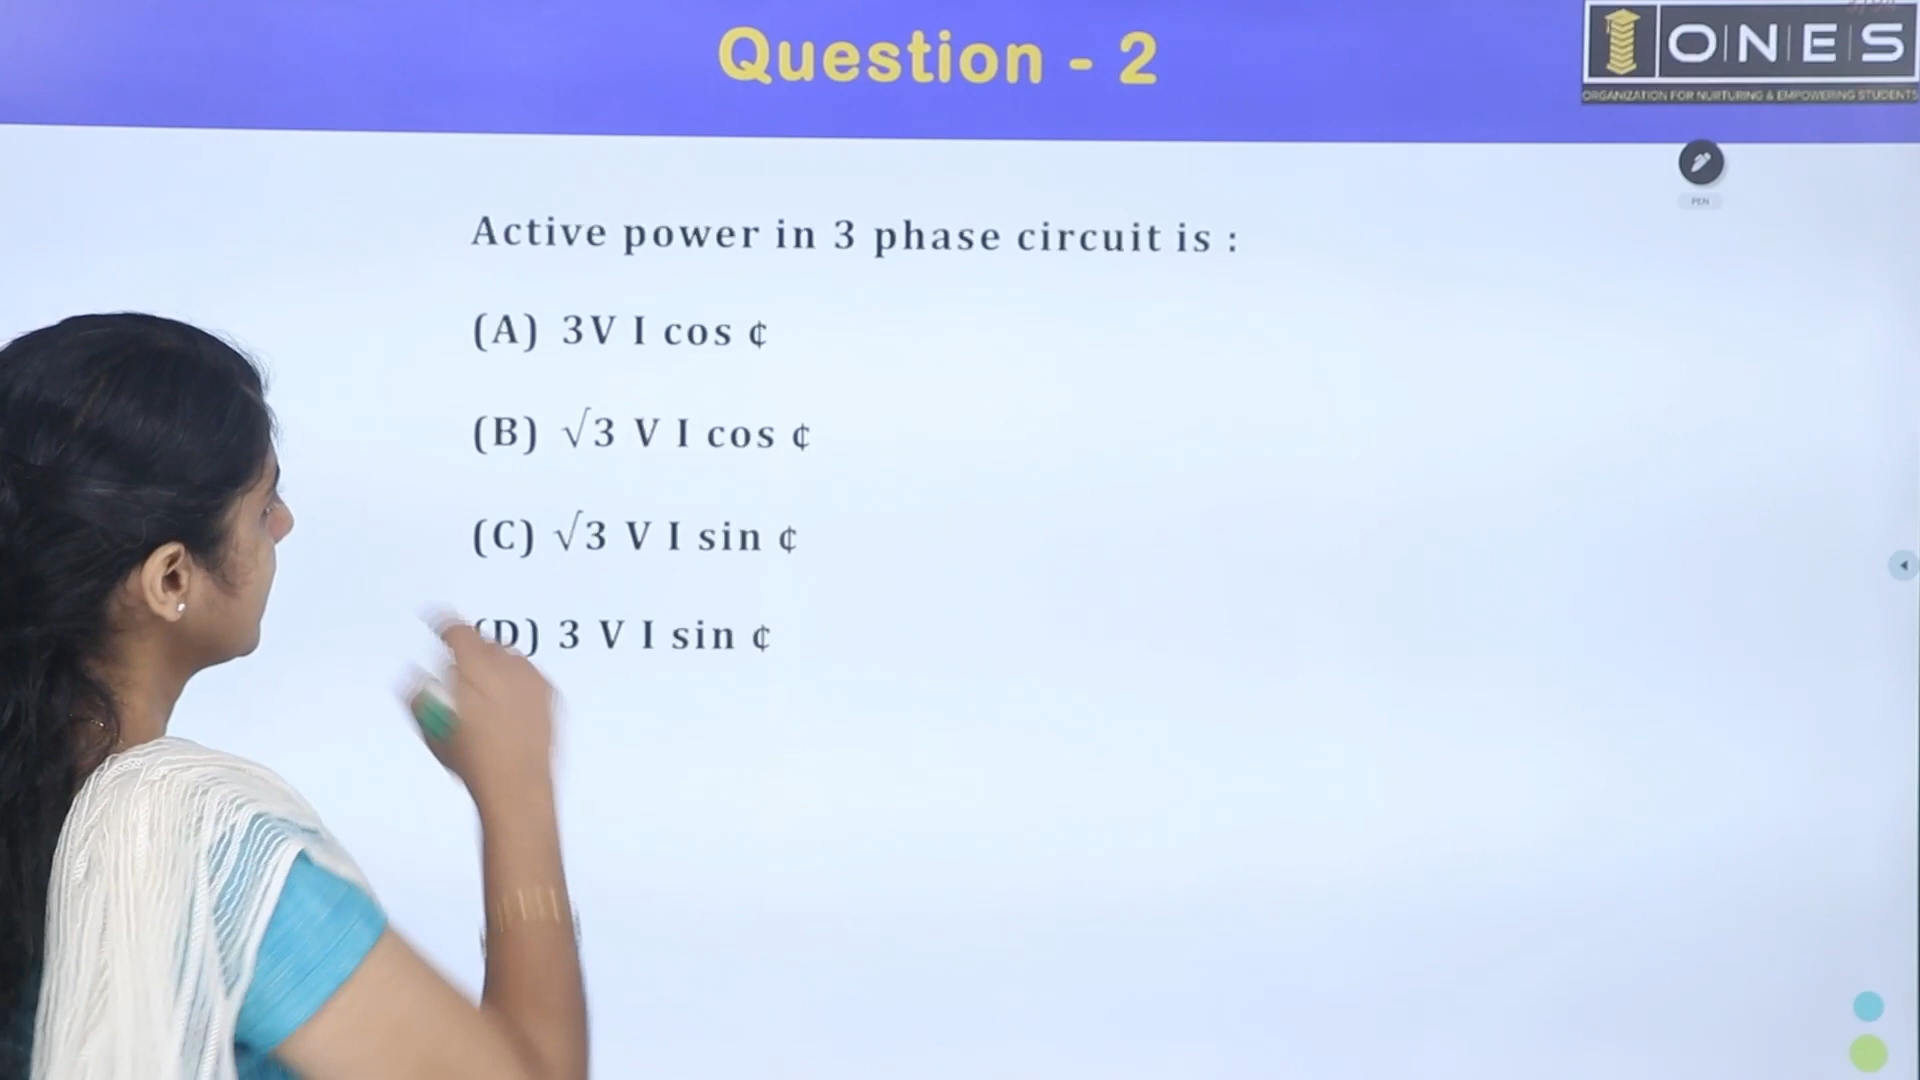 Question - 2
O|N|E|S
ORGANIZATION FOR NURTURING & EMPOWERING STUDENTS
PEN
Active power in 3 phase circuit is :
(A) 3V I cos ¢
(B) √3 V I cos ¢
(C) √3 V I sin ¢
(D) 3 V I sin ¢